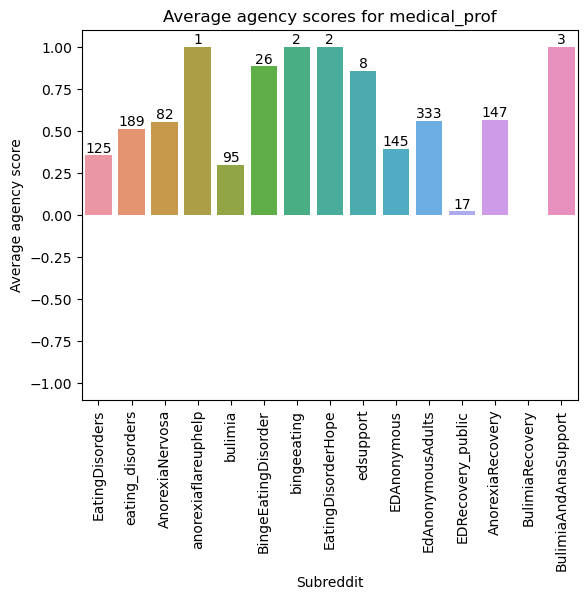 Average agency scores for medical_prof
Average agency score
1.00
0.75
0.50
0.25
0.00
−0.25
−0.50
−0.75
−1.00
125
189
82
1
95
26
2
2
8
145
333
17
147
3
EatingDisorders
eating_disorders
AnorexiaNervosa
anorexiaflareuphelp
bulimia
BingeEatingDisorder
bingeeating
EatingDisorderHope
edsupport
EDAnonymous
EdAnonymousAdults
EDRecovery_public
AnorexiaRecovery
BulimiaRecovery
BulimiaAndAnaSupport
Subreddit